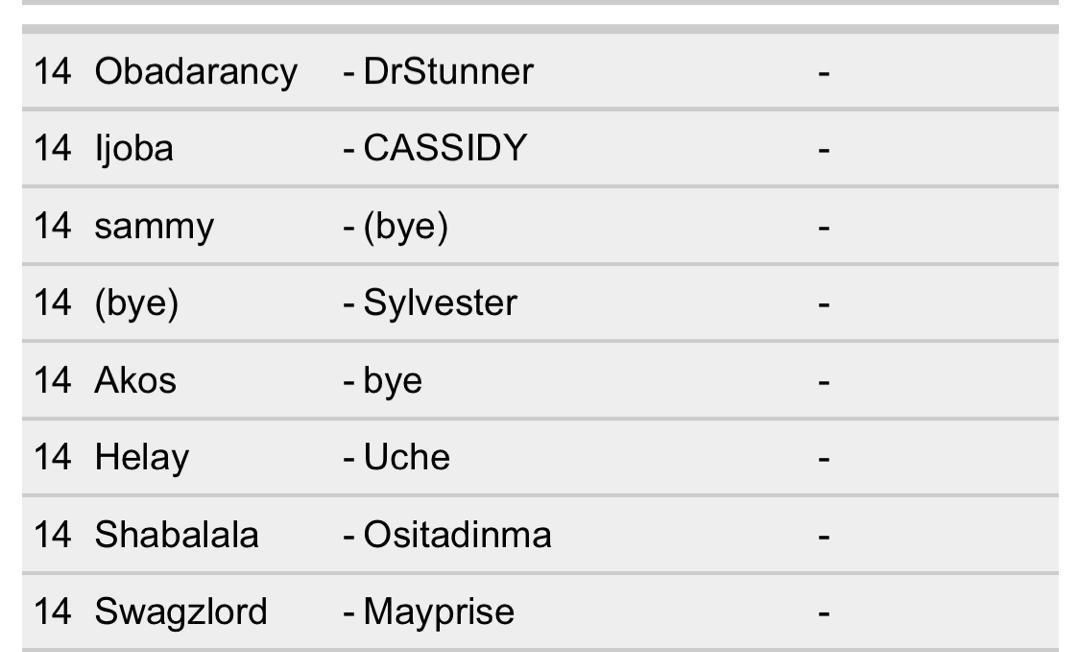 14 Obadarancy - DrStunner -
14 Ijoba - CASSIDY -
14 sammy - (bye) -
14 (bye) - Sylvester -
14 Akos - bye -
14 Helay - Uche -
14 Shabalala - Ositadinma -
14 Swagzlord - Mayprise -